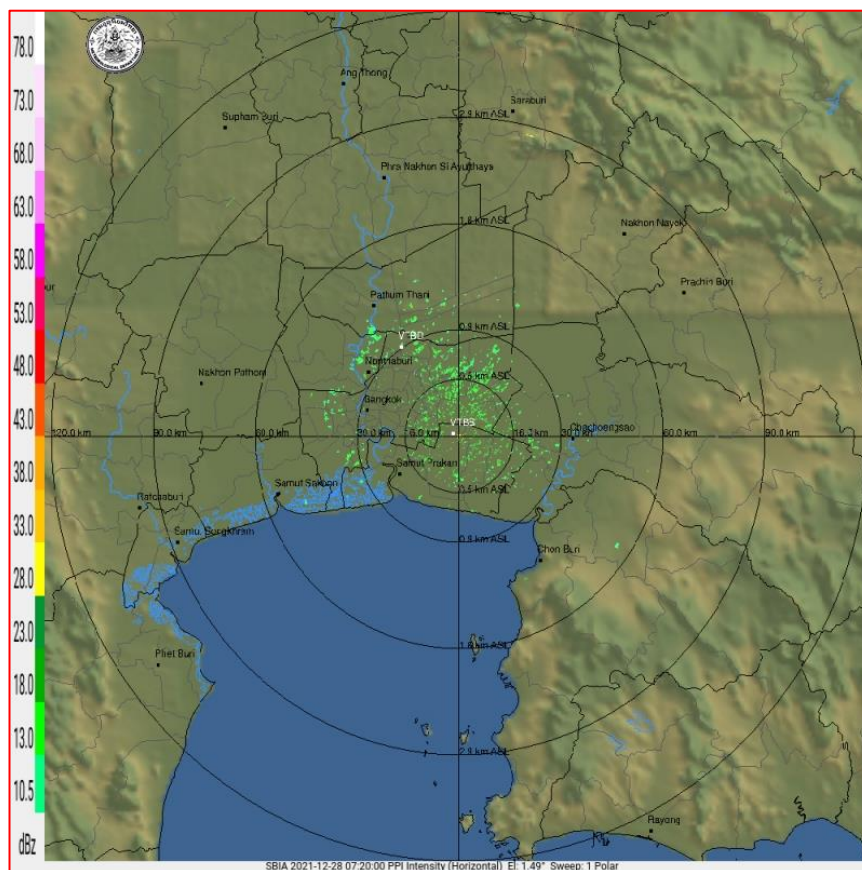 78.0
73.0
68.0
63.0
58.0
53.0
48.0
43.0
38.0
33.0
28.0
23.0
18.0
13.0
10.5
dBz
Ang Thong
Saraburi
2.9 km ASL
Supham Buri
Phra Nakhon Si Ayutthaya
1.8 km ASL
Nakhon Nayok
Prachin Buri
Pathum Thani
0.9 km ASL
VTBD
Nonthaburi
0.5 km ASL
Nakhon Pathom
Bangkok
VTBS
Chachoengsao
120.0 km
90.0 km
60.0 km
30.0 km
15.0 km
15.0 km
30.0 km
60.0 km
90.0 km
Samut Prakan
0.5 km ASL
Samut Sakhon
Ratchaburi
Samut Songkhram
0.9 km ASL
Chon Buri
1.8 km ASL
Phet Buri
2.9 km ASL
Rayong
SBIA 2021-12-28 07:20:00 PPI Intensity (Horizontal) El: 1.49° Sweep: 1 Polar